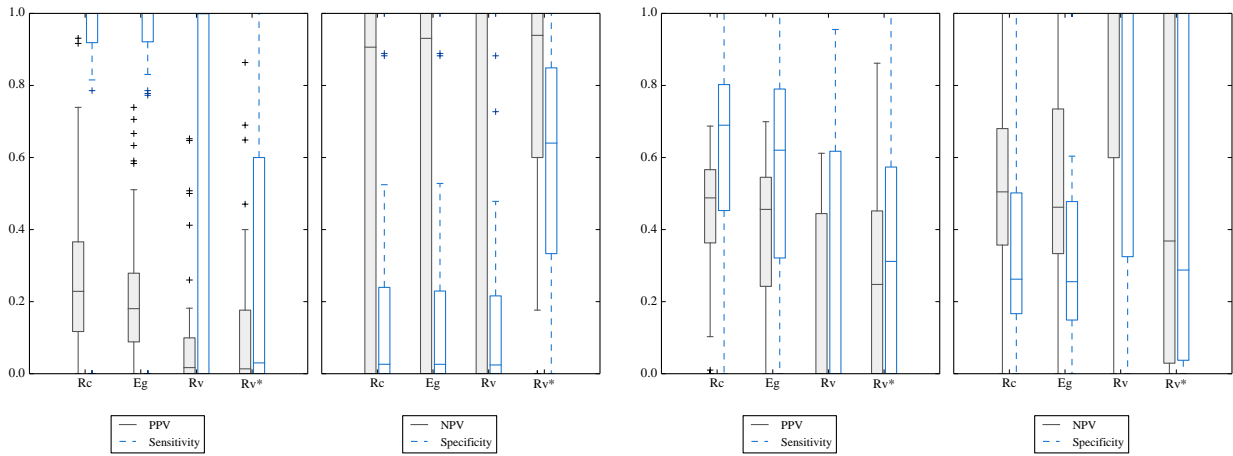 1.0
0.8
0.6
0.4
0.2
0.0
Rc Eg Rv Rv*
PPV
Sensitivity
Rc Eg Rv Rv*
NPV
Specificity
1.0
0.8
0.6
0.4
0.2
0.0
Rc Eg Rv Rv*
PPV
Sensitivity
Rc Eg Rv Rv*
NPV
Specificity